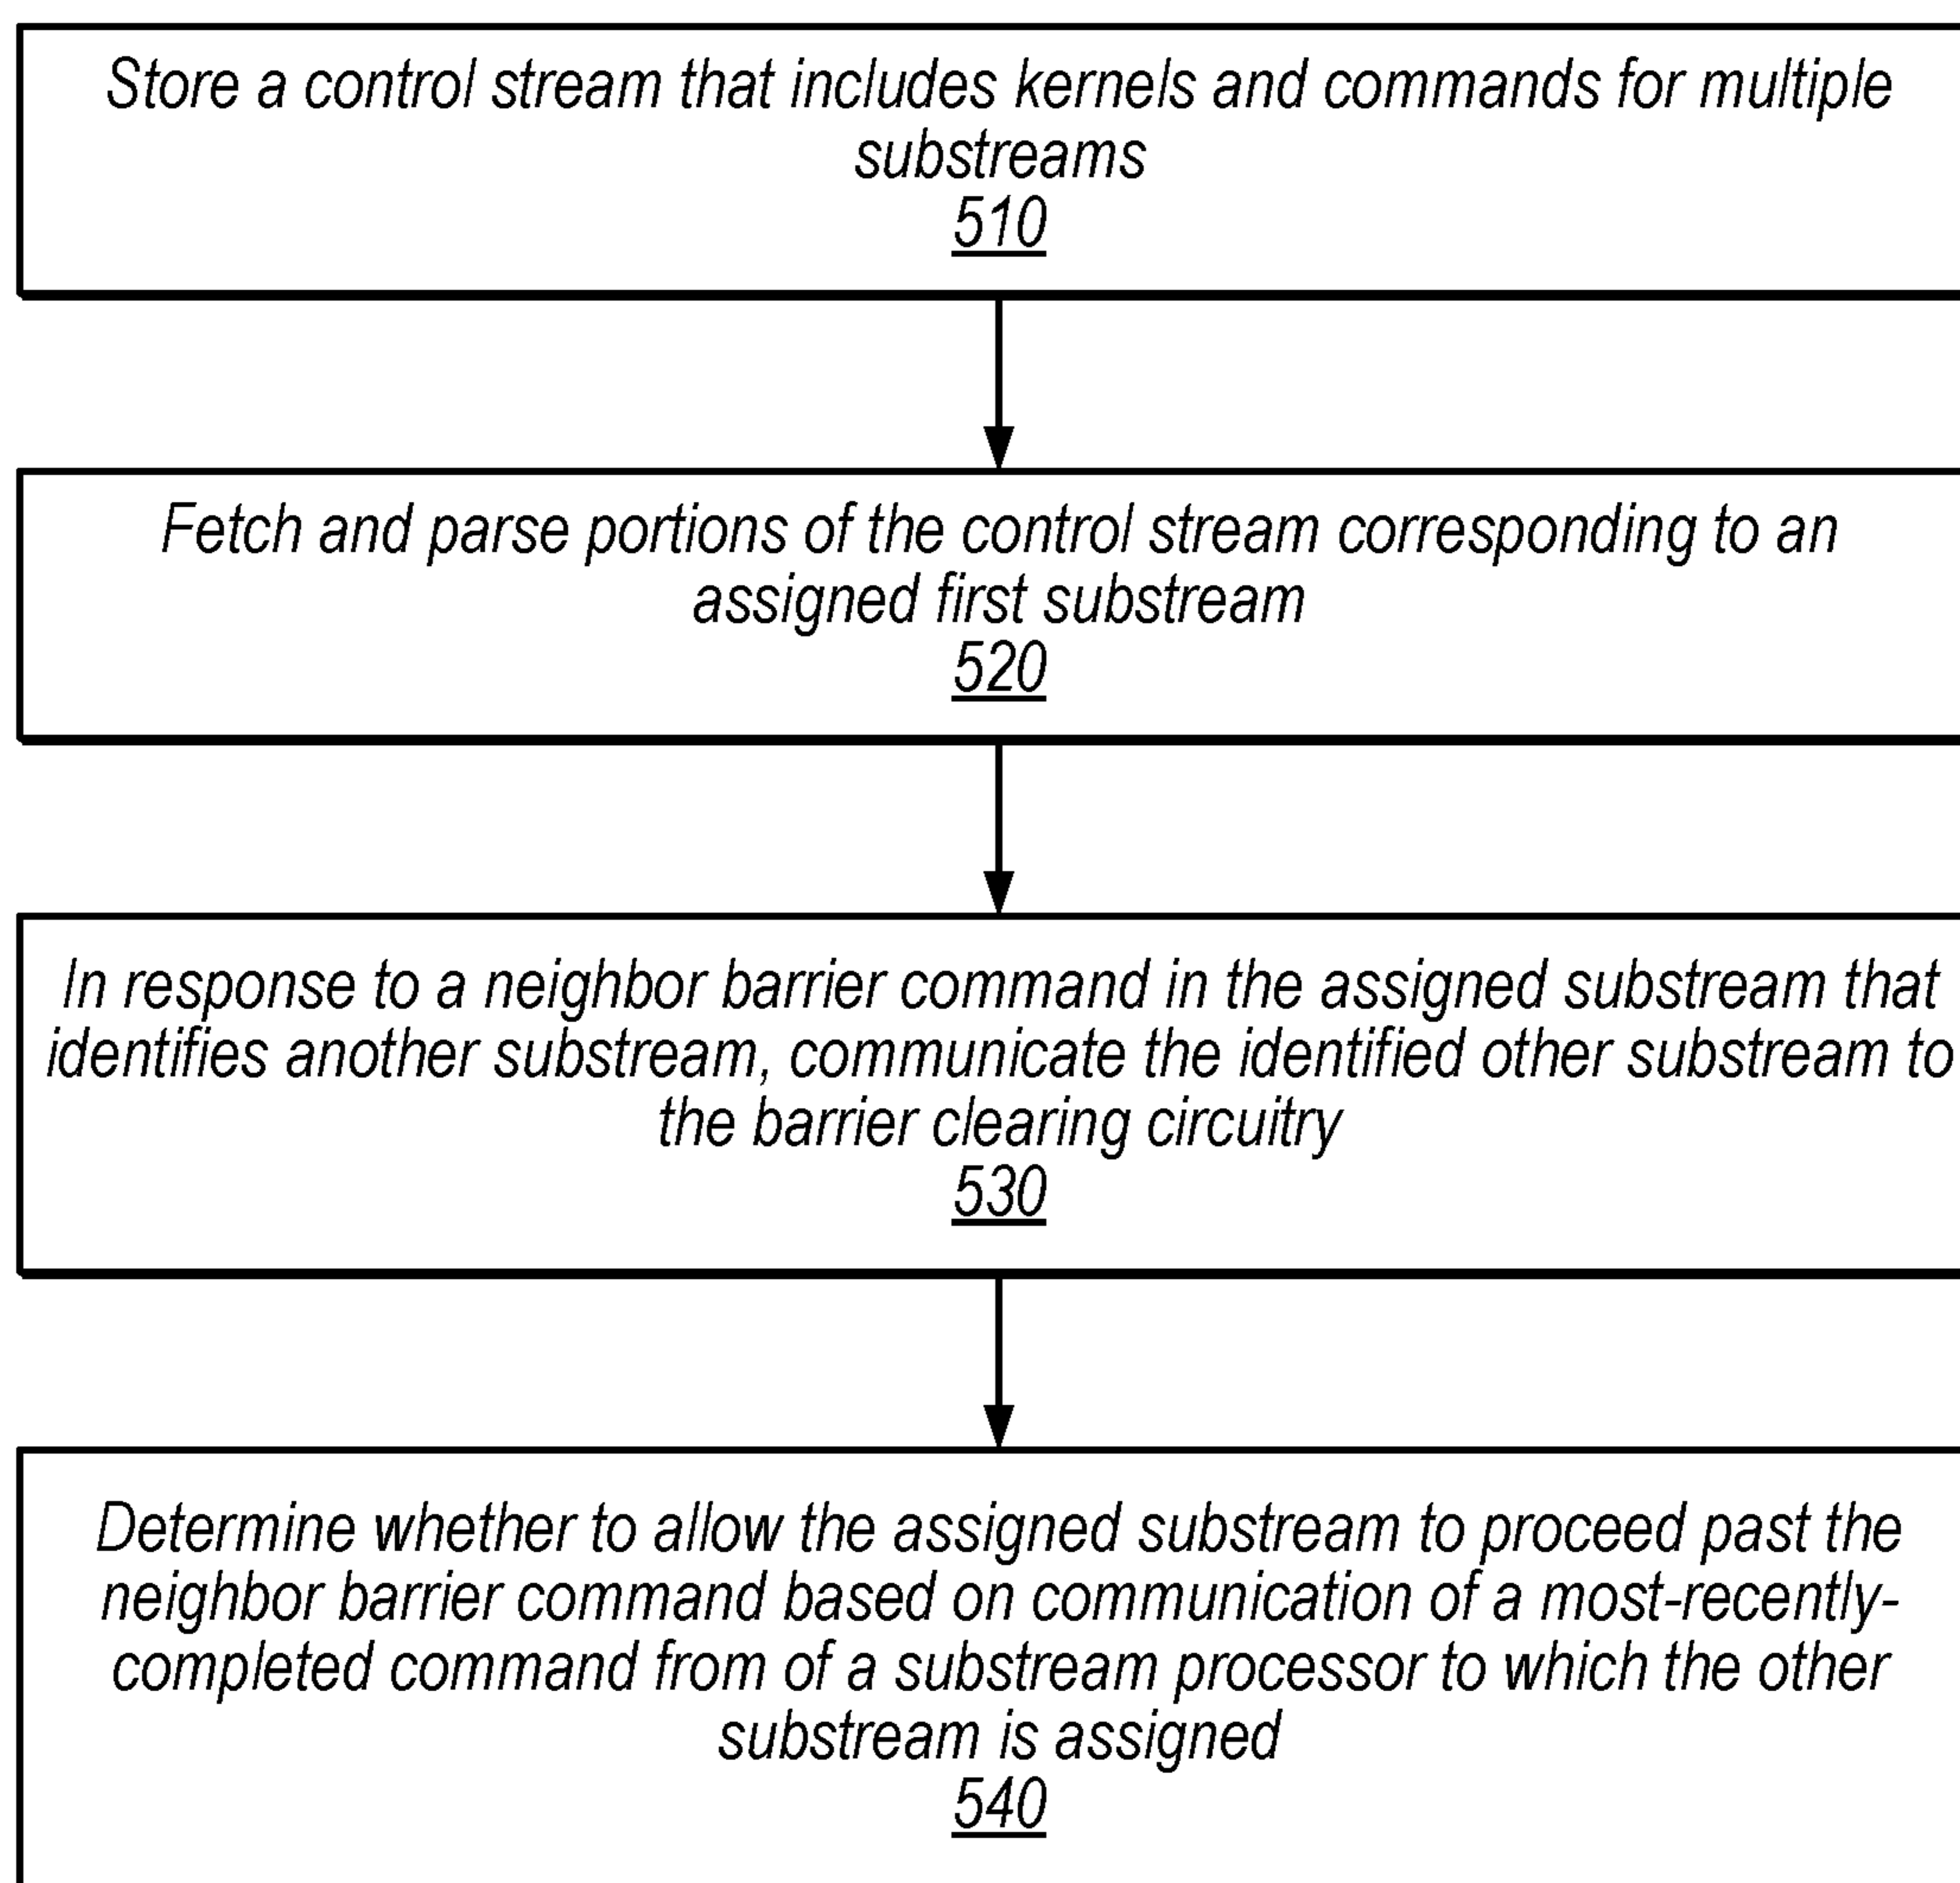 Store a control stream that includes kernels and commands for multiple
substreams
510
Fetch and parse portions of the control stream corresponding to an
assigned first substream
520
In response to a neighbor barrier command in the assigned substream that
identifies another substream, communicate the identified other substream to
the barrier clearing circuitry
530
Determine whether to allow the assigned substream to proceed past the
neighbor barrier command based on communication of a most-recently-
completed command from of a substream processor to which the other
substream is assigned
540